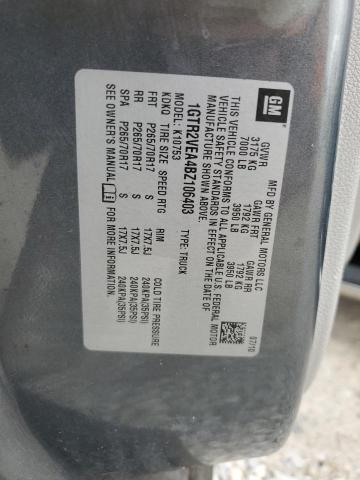 GM
MFD BY GENERAL MOTORS LLC
07/10
GVWR GAWR FRT GAWR RR
3175 KG 1792 KG 1792 KG
7000 LB 3950 LB 3950 LB
THIS VEHICLE CONFORMS TO ALL APPLICABLE U.S. FEDERAL MOTOR
VEHICLE SAFETY STANDARDS IN EFFECT ON THE DATE OF
MANUFACTURE SHOWN ABOVE.
1GTR2VEA4BZ106403 TYPE: TRUCK
MODEL: K10753
KDKQ TIRE SIZE SPEED RTG RIM COLD TIRE PRESSURE
FRT P265/70R17 S 17X7.5J 240KPA(35PSI)
RR P265/70R17 S 17X7.5J 240KPA(35PSI)
SPA P265/70R17 S 17X7.5J 240KPA(35PSI)
SEE OWNER'S MANUAL FOR MORE INFORMATION.